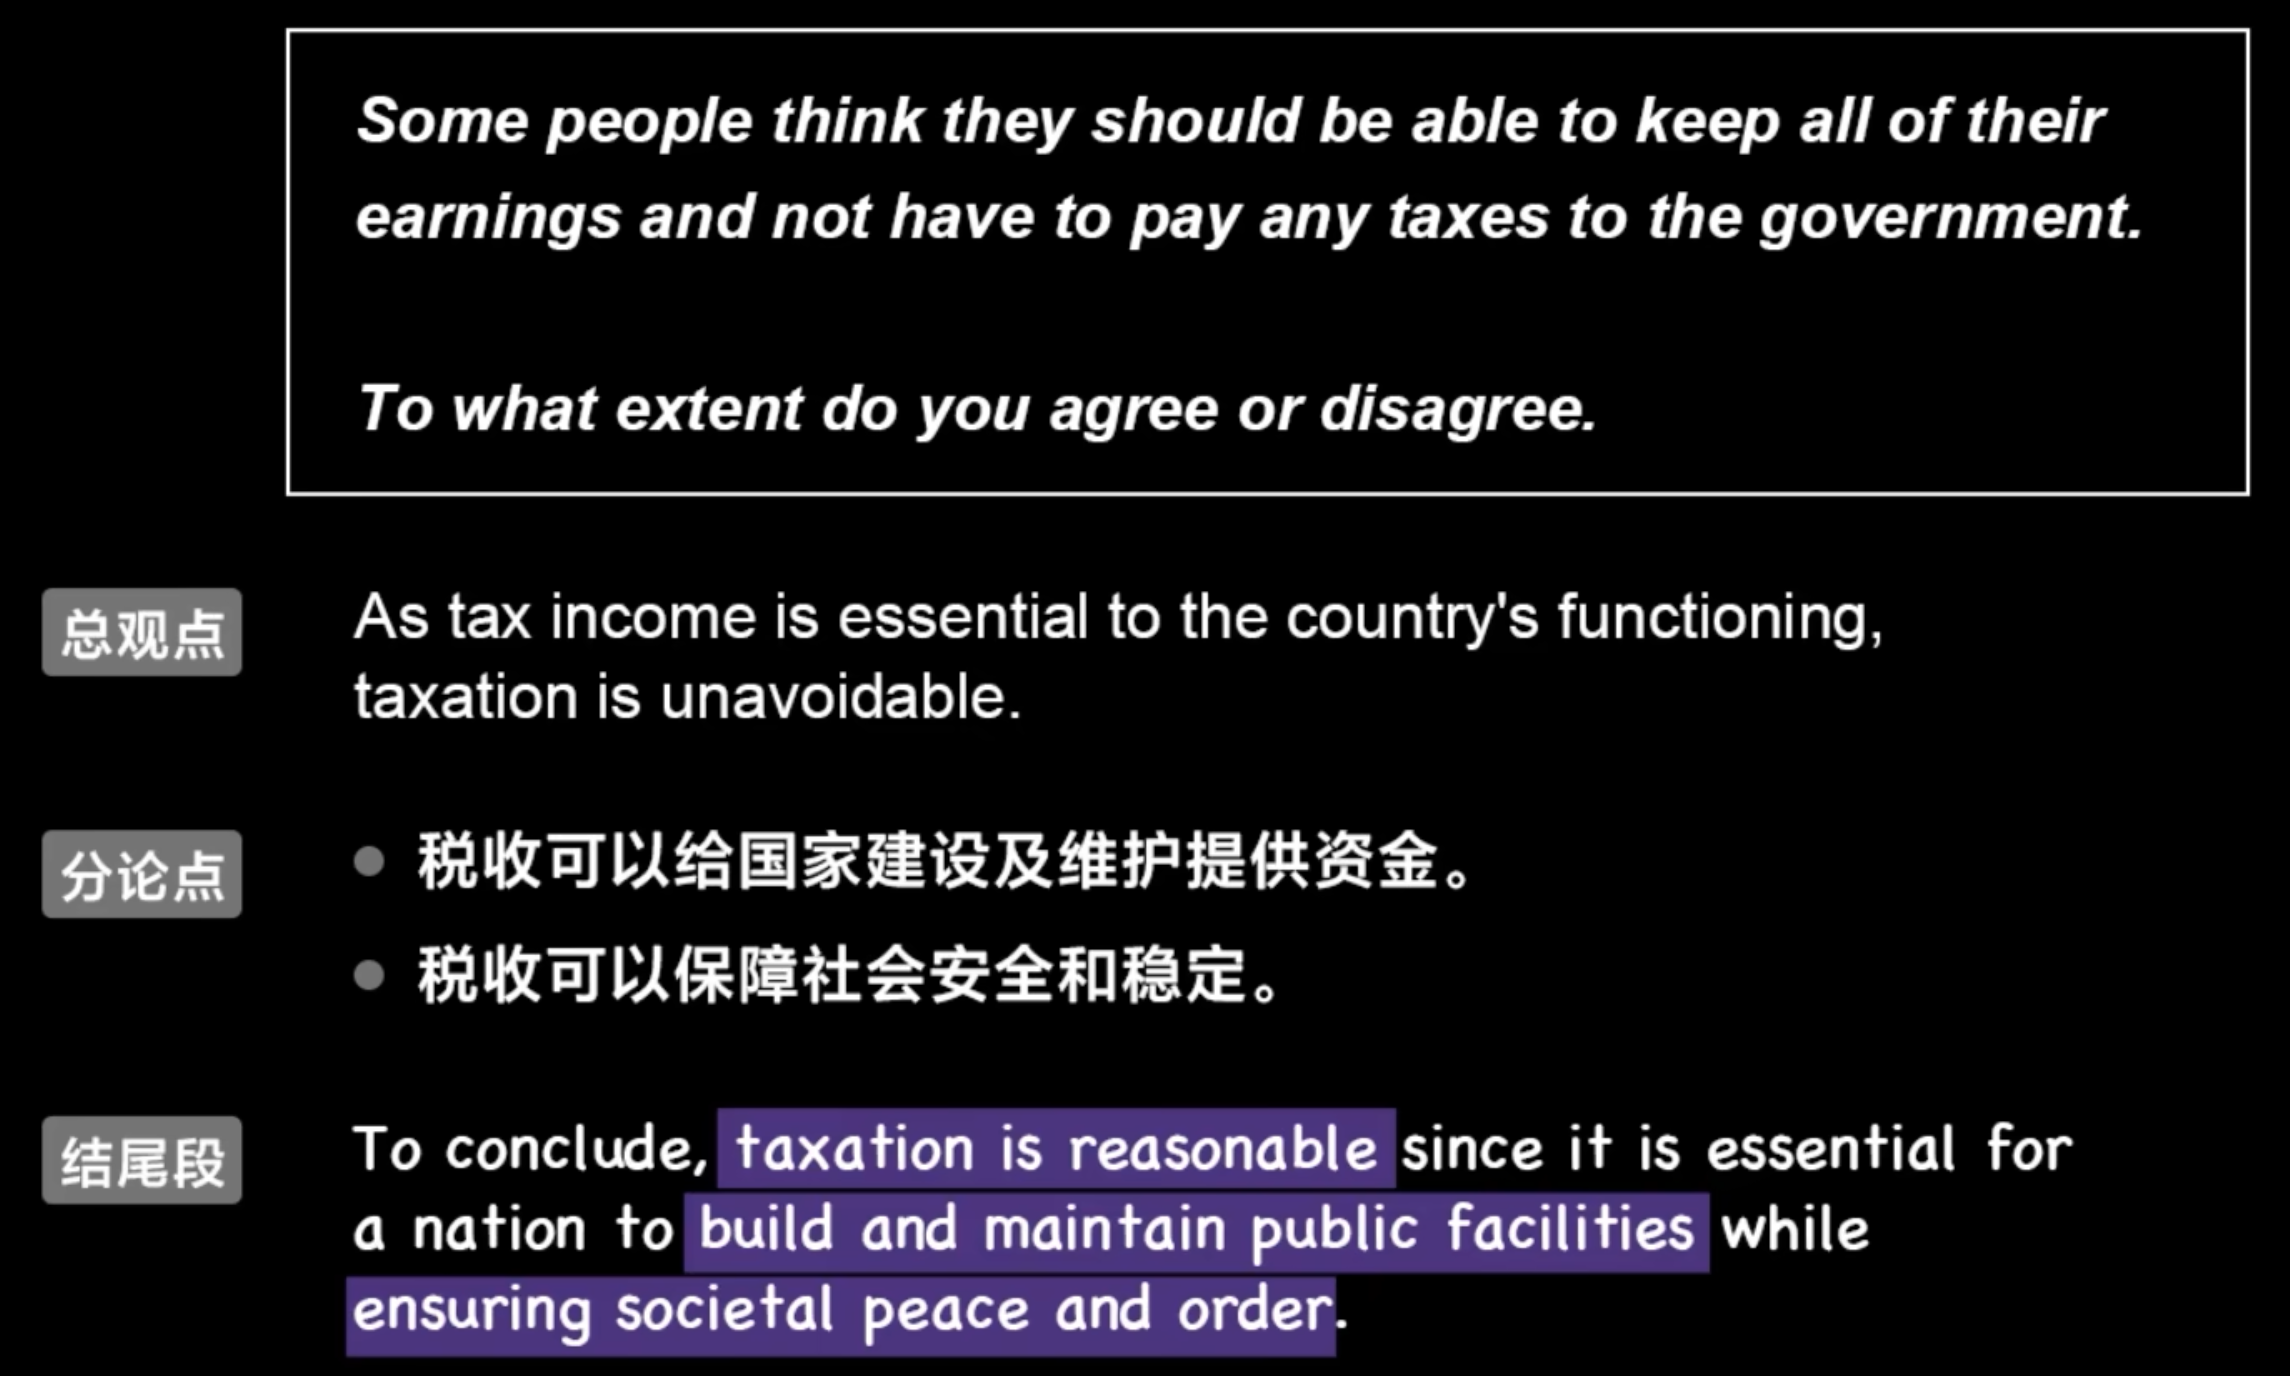 Some people think they should be able to keep all of their
earnings and not have to pay any taxes to the government.
To what extent do you agree or disagree.
总观点
As tax income is essential to the country's functioning,
taxation is unavoidable.
分论点
税收可以给国家建设及维护提供资金。
税收可以保障社会安全和稳定。
结尾段
To conclude, taxation is reasonable since it is essential for
a nation to build and maintain public facilities while
ensuring societal peace and order.